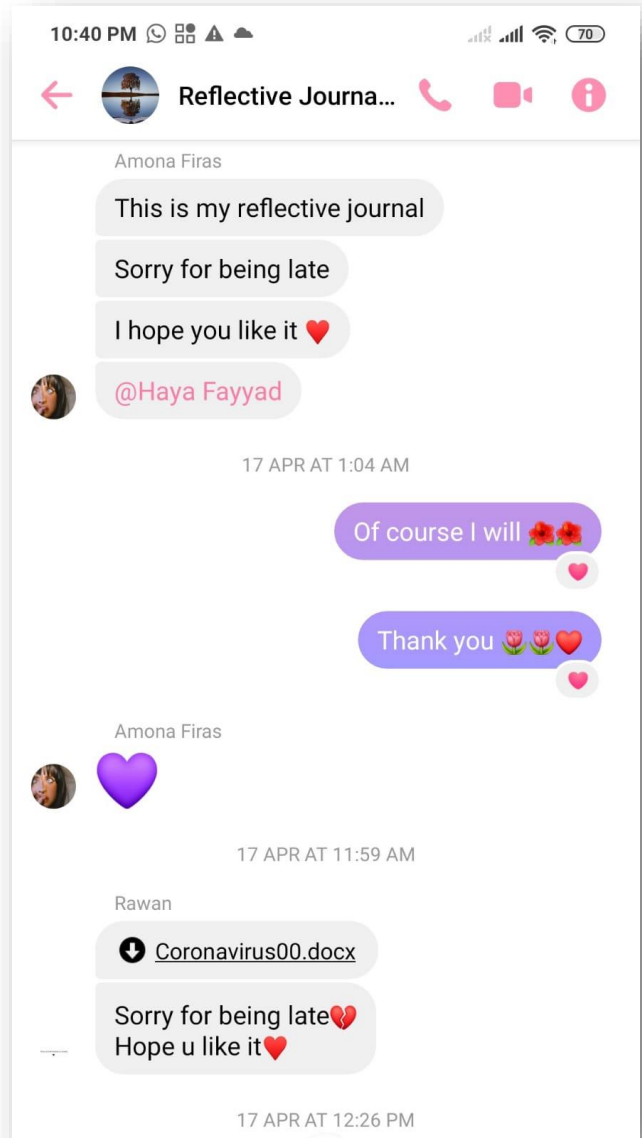 10:40 PM
70
Reflective Journa...
Amona Firas
This is my reflective journal
Sorry for being late
I hope you like it ❤️
@Haya Fayyad
17 APR AT 1:04 AM
Of course I will 🌺🌺
Thank you 🌷🌷❤️
Amona Firas
💜
17 APR AT 11:59 AM
Rawan
Coronavirus00.docx
Sorry for being late💔
Hope u like it❤️
17 APR AT 12:26 PM